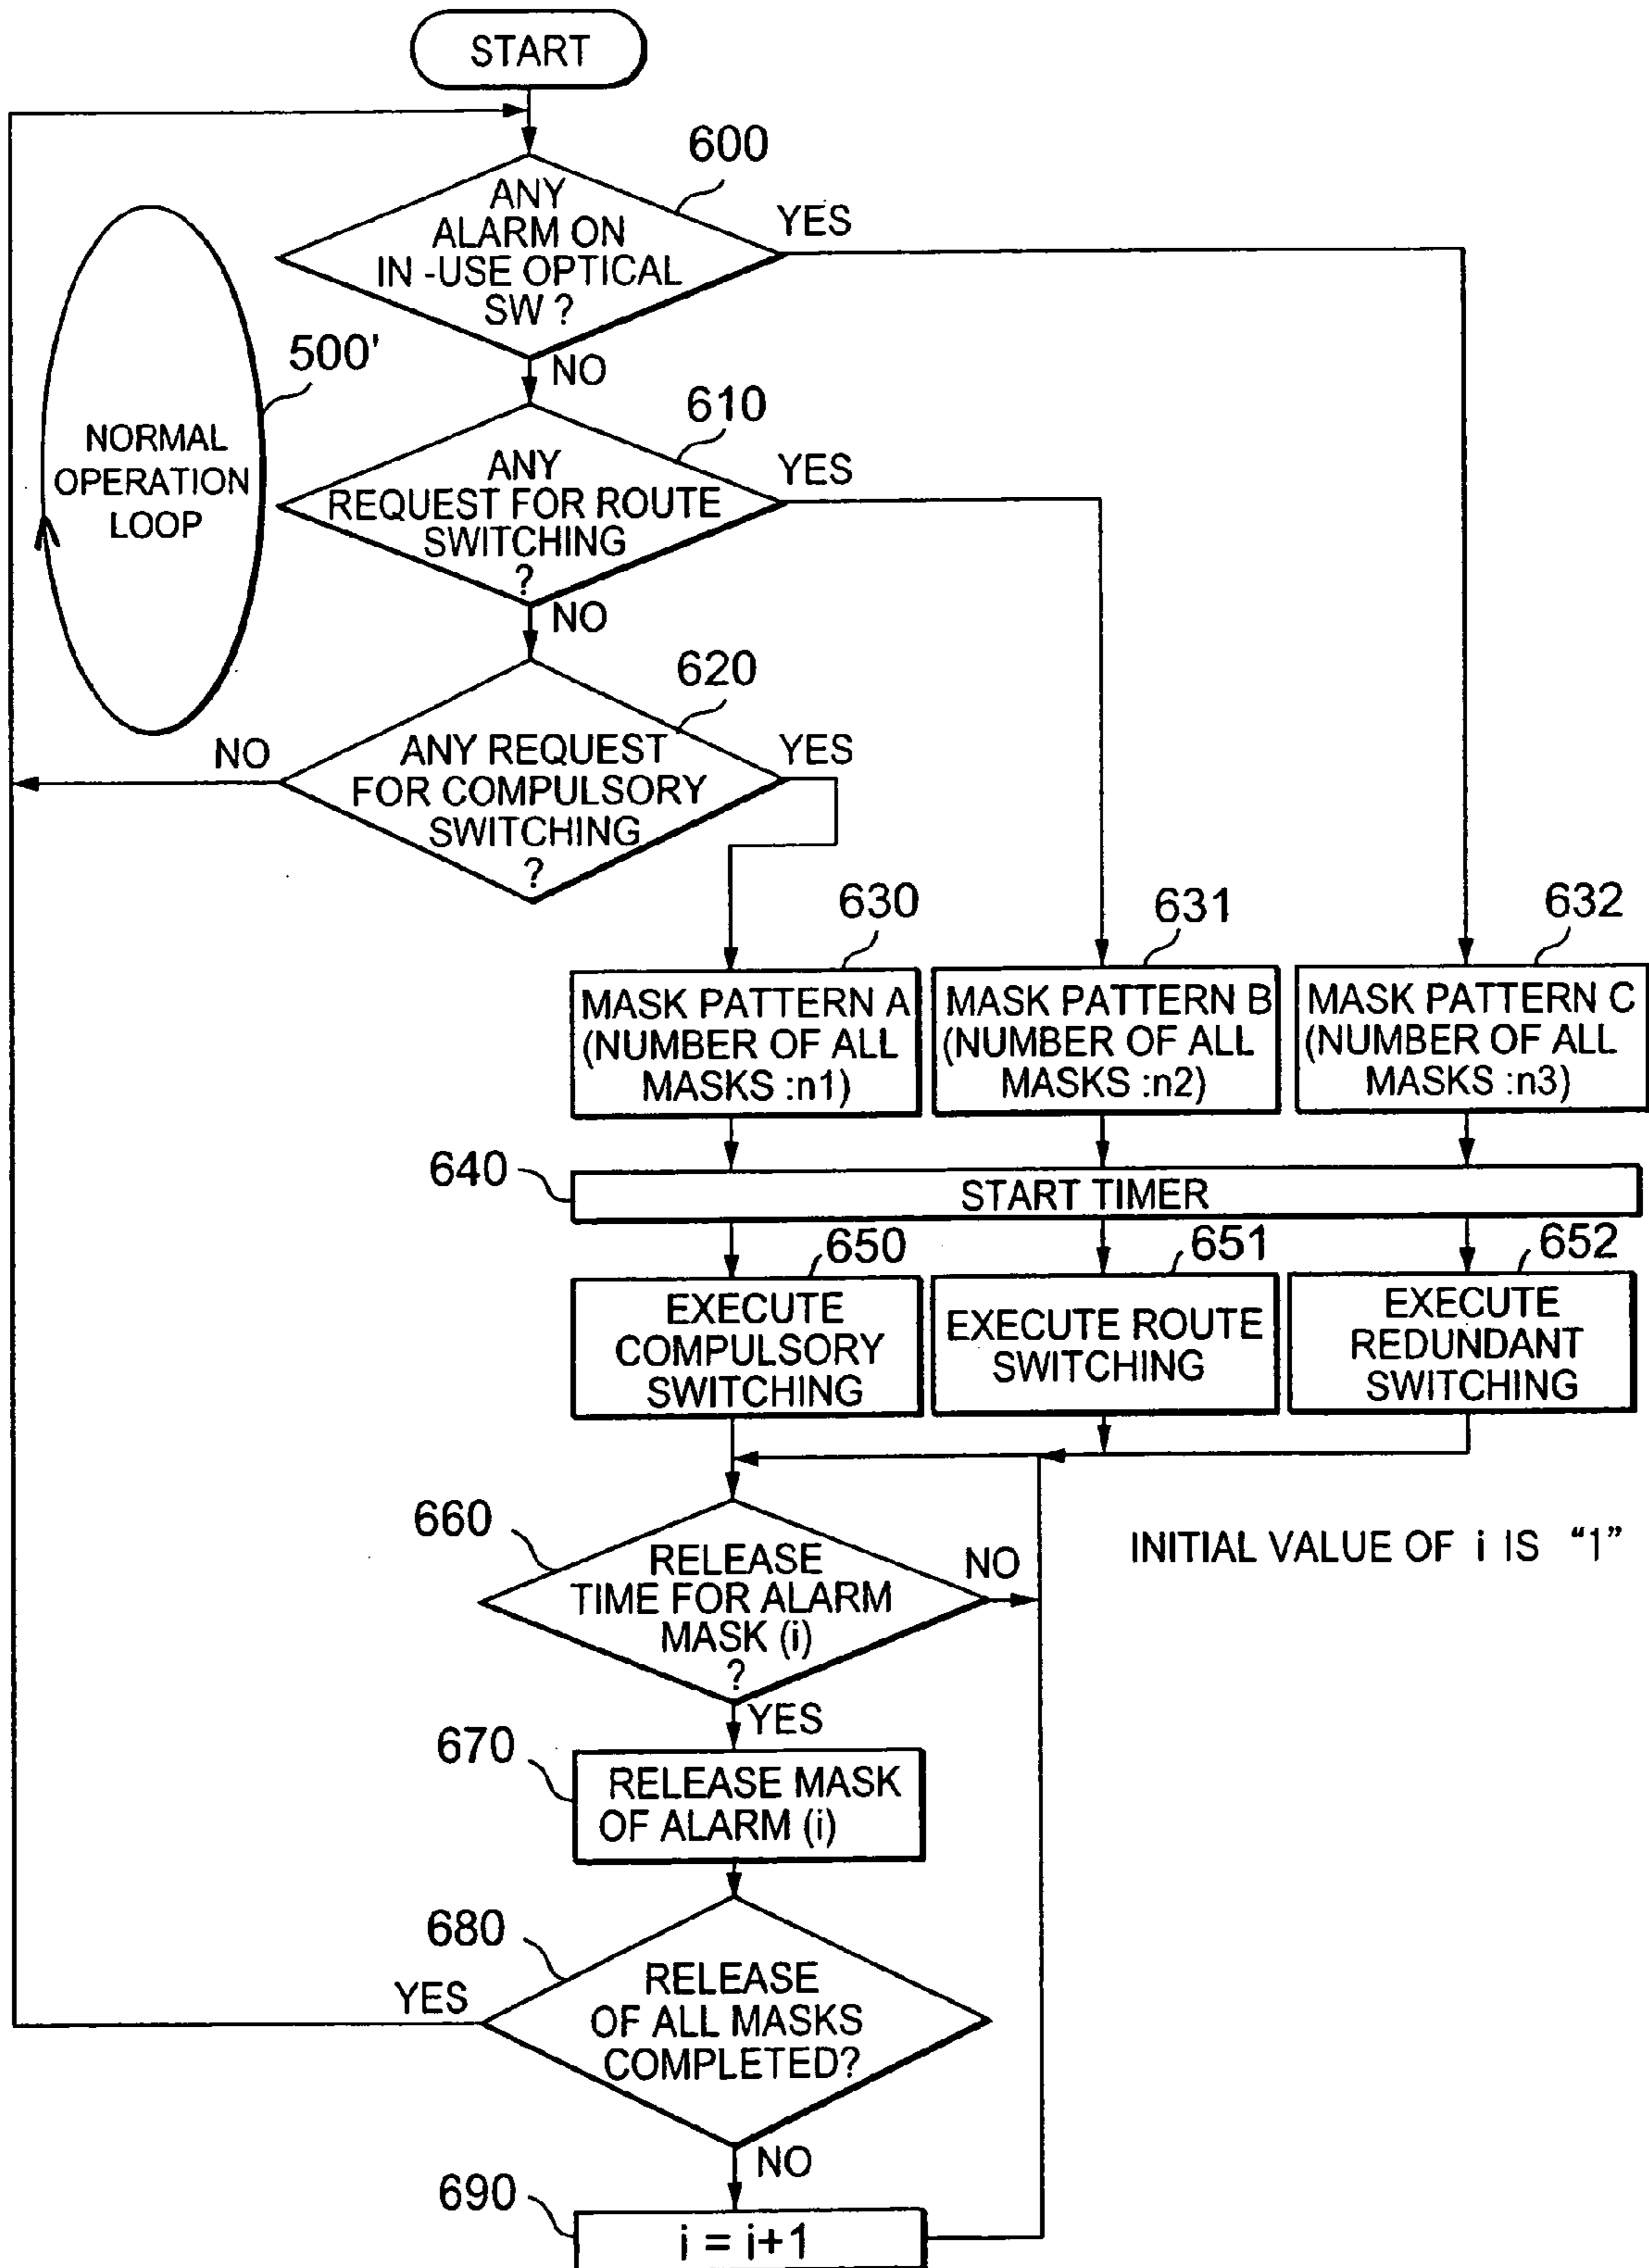 START
600
ANY
ALARM ON
IN -USE OPTICAL
SW ?
YES
NO
500'
NORMAL
OPERATION
LOOP
610
ANY
REQUEST FOR ROUTE
SWITCHING
?
YES
NO
620
ANY REQUEST
FOR COMPULSORY
SWITCHING
?
NO
YES
630
MASK PATTERN A
(NUMBER OF ALL
MASKS :n1)
631
MASK PATTERN B
(NUMBER OF ALL
MASKS :n2)
632
MASK PATTERN C
(NUMBER OF ALL
MASKS :n3)
640
START TIMER
650
EXECUTE
COMPULSORY
SWITCHING
651
EXECUTE ROUTE
SWITCHING
652
EXECUTE
REDUNDANT
SWITCHING
660
RELEASE
TIME FOR ALARM
MASK (i)
?
NO
INITIAL VALUE OF i IS “1”
YES
670
RELEASE MASK
OF ALARM (i)
680
RELEASE
OF ALL MASKS
COMPLETED?
YES
NO
690
i = i+1